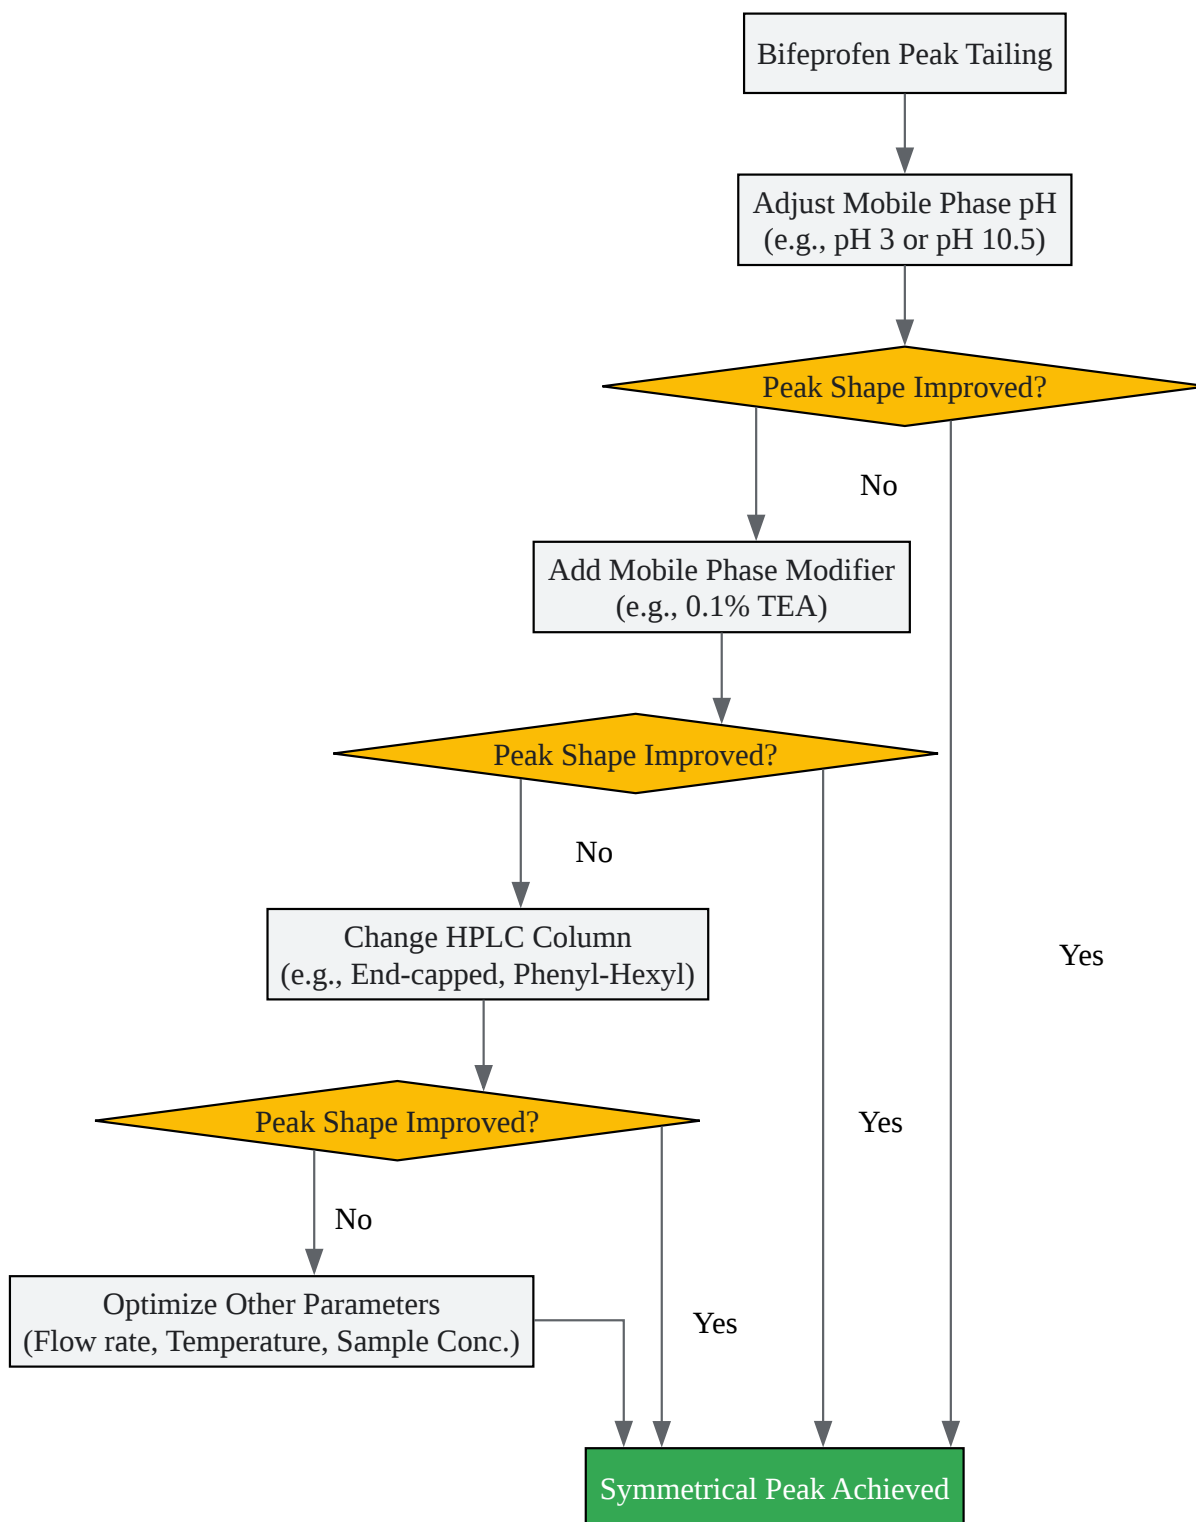 Bifeprofen Peak Tailing
Adjust Mobile Phase pH
(e.g., pH 3 or pH 10.5)
Peak Shape Improved?
No
Add Mobile Phase Modifier
(e.g., 0.1% TEA)
Peak Shape Improved?
No
Change HPLC Column
(e.g., End-capped, Phenyl-Hexyl)
Yes
Peak Shape Improved?
Yes
No
Optimize Other Parameters
(Flow rate, Temperature, Sample Conc.)
Yes
Symmetrical Peak Achieved